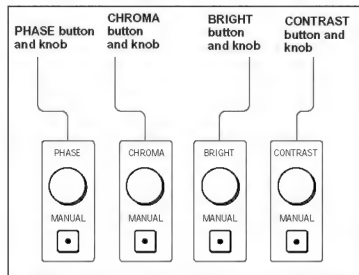 PHASE button
and knob
CHROMA
button
and knob
BRIGHT
button
and knob
CONTRAST
button and
knob
PHASE
CHROMA
BRIGHT
CONTRAST
MANUAL
MANUAL
MANUAL
MANUAL